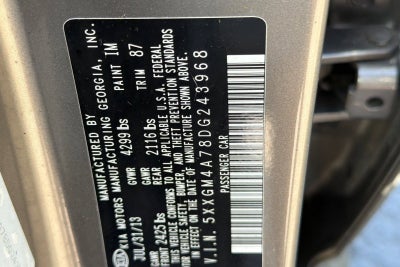 MANUFACTURED BY
KIA MOTORS MANUFACTURING GEORGIA, INC.
JUL/31/13 PAINT 1M TRIM 87
GVWR 4299 lbs
GAWR FRONT 2425 lbs GAWR REAR 2116 lbs
THIS VEHICLE CONFORMS TO ALL APPLICABLE U.S.A. FEDERAL
MOTOR VEHICLE SAFETY, BUMPER, AND THEFT PREVENTION STANDARDS
IN EFFECT ON THE DATE OF MANUFACTURE SHOWN ABOVE.
V.I.N. 5XXGM4A78DG243968
PASSENGER CAR